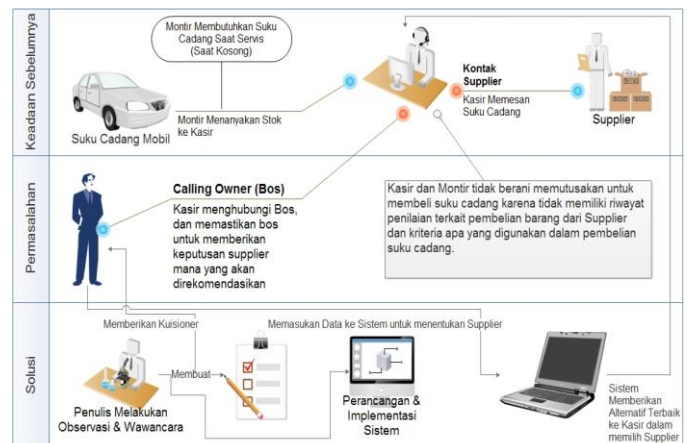 Keadaan Sebelumnya
Montir Membutuhkan Suku
Cadang Saat Servis
(Saat Kosong)
Montir Menanyakan Stok
ke Kasir
Suku Cadang Mobil
Kontak
Supplier
Kasir Memesan
Suku Cadang
Supplier
Permasalahan
Calling Owner (Bos)
Kasir menghubungi Bos,
dan memastikan bos
untuk memberikan
keputusan supplier
mana yang akan
direkomendasikan
Kasir dan Montir tidak berani memutusakan untuk
membeli suku cadang karena tidak memiliki riwayat
penilaian terkait pembelian barang dari Supplier
dan kriteria apa yang digunakan dalam pembelian
suku cadang.
Solusi
Memberikan Kuisioner
Memasukan Data ke Sistem untuk menentukan Supplier
Membuat
Penulis Melakukan
Observasi & Wawancara
Perancangan &
Implementasi
Sistem
Sistem
Memberikan
Alternatif Terbaik
ke Kasir dalam
memilih Supplier